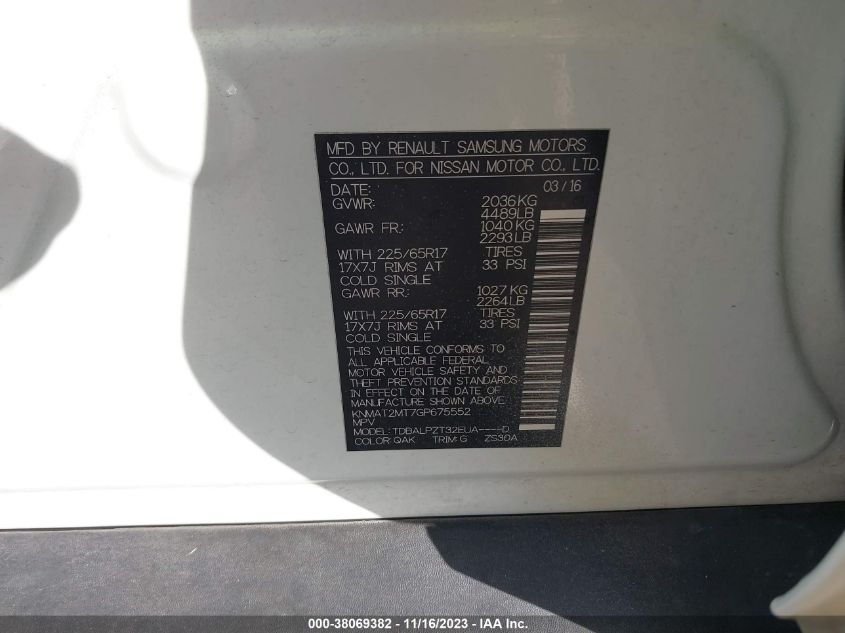 MFD BY RENAULT SAMSUNG MOTORS
CO., LTD. FOR NISSAN MOTOR CO., LTD.
DATE: 03/16
GVWR: 2036KG
4489LB
GAWR FR: 1040KG
2293LB
WITH 225/65R17 TIRES
17X7J RIMS AT 33 PSI
COLD SINGLE
GAWR RR: 1027KG
2264LB
WITH 225/65R17 TIRES
17X7J RIMS AT 33 PSI
COLD SINGLE
THIS VEHICLE CONFORMS TO
ALL APPLICABLE FEDERAL
MOTOR VEHICLE SAFETY AND
THEFT PREVENTION STANDARDS
IN EFFECT ON THE DATE OF
MANUFACTURE SHOWN ABOVE.
KNMAT2MT7GP675552
MPV
MODEL: TDBALPZT32EUA----D
COLOR: QAK TRIM: G ZS30A
000-38069382 - 11/16/2023 - IAA Inc.